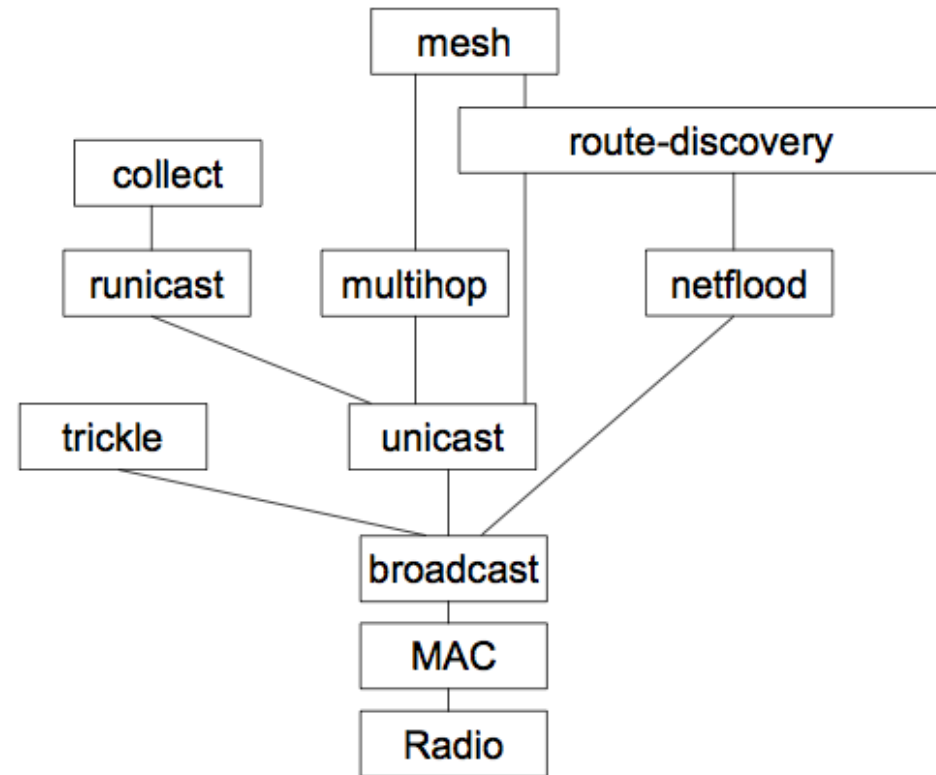 mesh
route-discovery
collect
runicast
multihop
netflood
trickle
unicast
broadcast
MAC
Radio